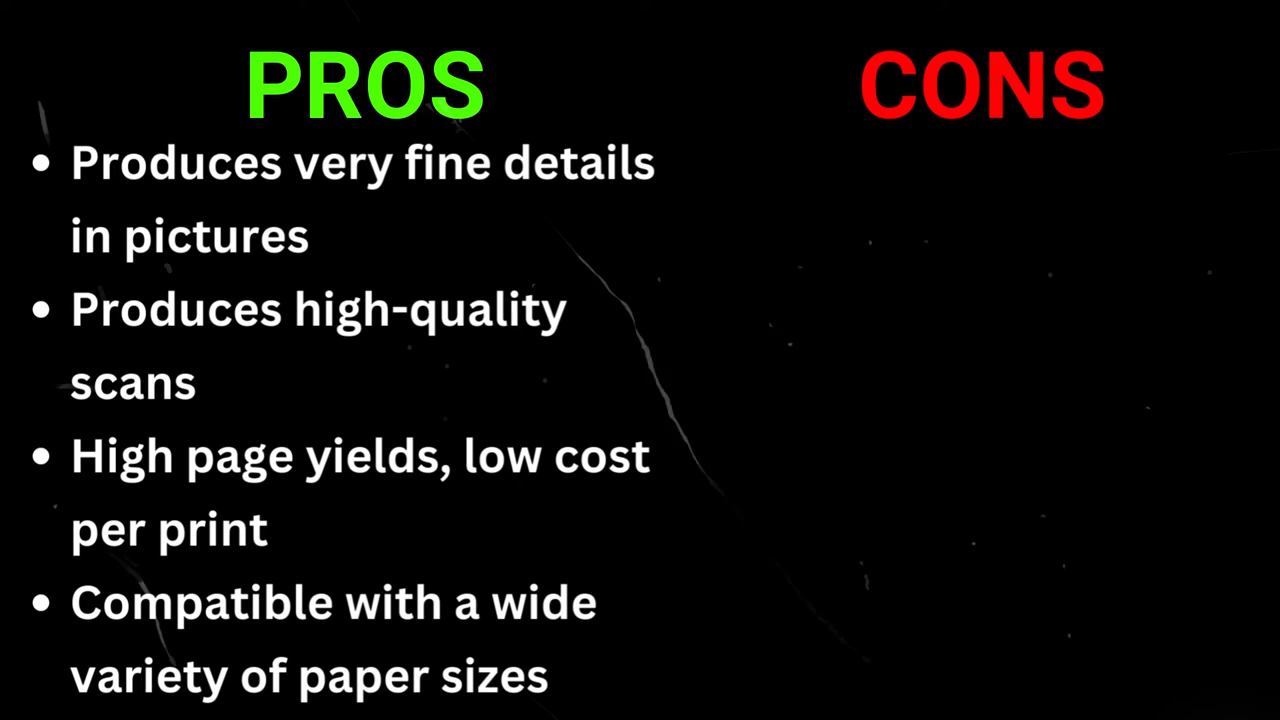 PROS
CONS
• Produces very fine details
in pictures
• Produces high-quality
scans
• High page yields, low cost
per print
• Compatible with a wide
variety of paper sizes